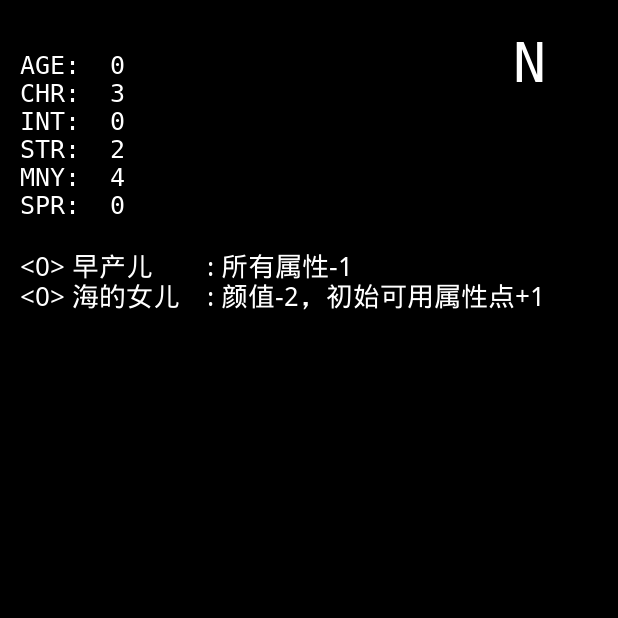 N
AGE: 0
CHR: 3
INT: 0
STR: 2
MNY: 4
SPR: 0
<0> 早产儿 : 所有属性-1
<0> 海的女儿 : 颜值-2，初始可用属性点+1